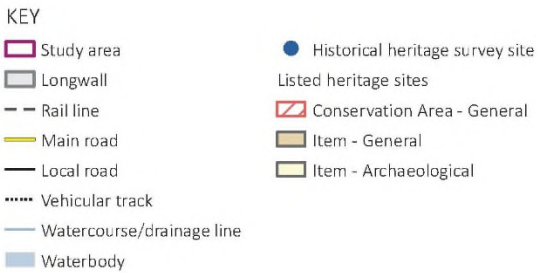 KEY
Study area
Longwall
Rail line
Main road
Local road
Vehicular track
Watercourse/drainage line
Waterbody
Historical heritage survey site
Listed heritage sites
Conservation Area - General
Item - General
Item - Archaeological